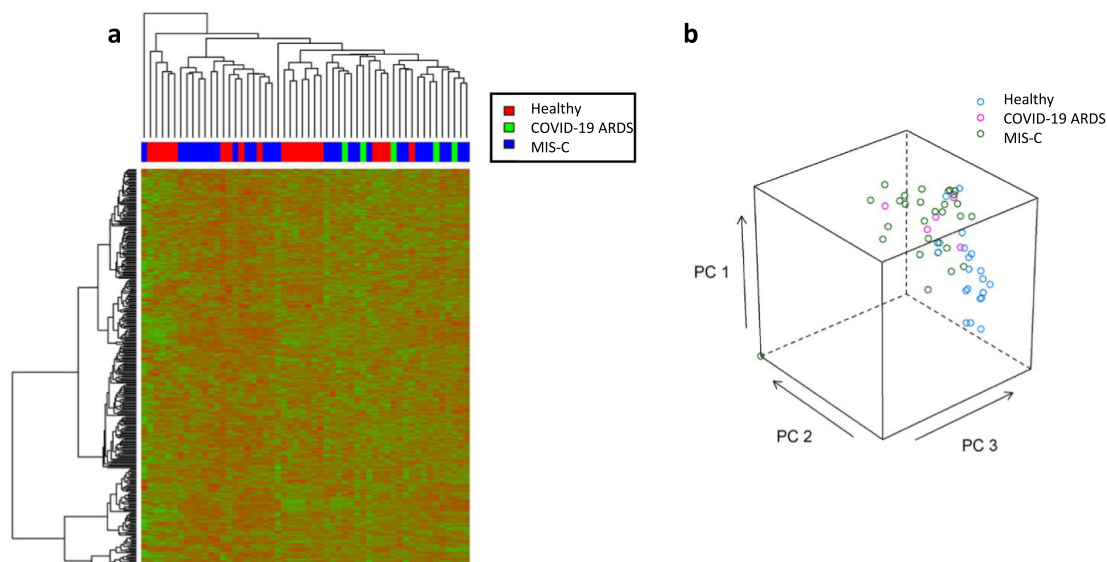 a
Healthy
COVID-19 ARDS
MIS-C
b
Healthy
COVID-19 ARDS
MIS-C
PC 1
PC 2
PC 3